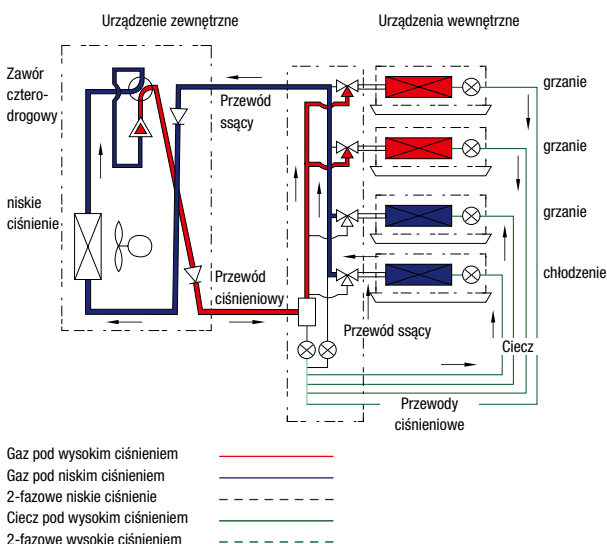 Urządzenie zewnętrzne
Urządzenia wewnętrzne
Zawór
cztero-
drogowy
Przewód
ssący
grzanie
grzanie
niskie
ciśnienie
grzanie
Przewód
ciśnieniowy
chłodzenie
Przewód ssący
Ciecz
Przewody
ciśnieniowe
Gaz pod wysokim ciśnieniem
Gaz pod niskim ciśnieniem
2-fazowe niskie ciśnienie
Ciecz pod wysokim ciśnieniem
2-fazowe wysokie ciśnieniem